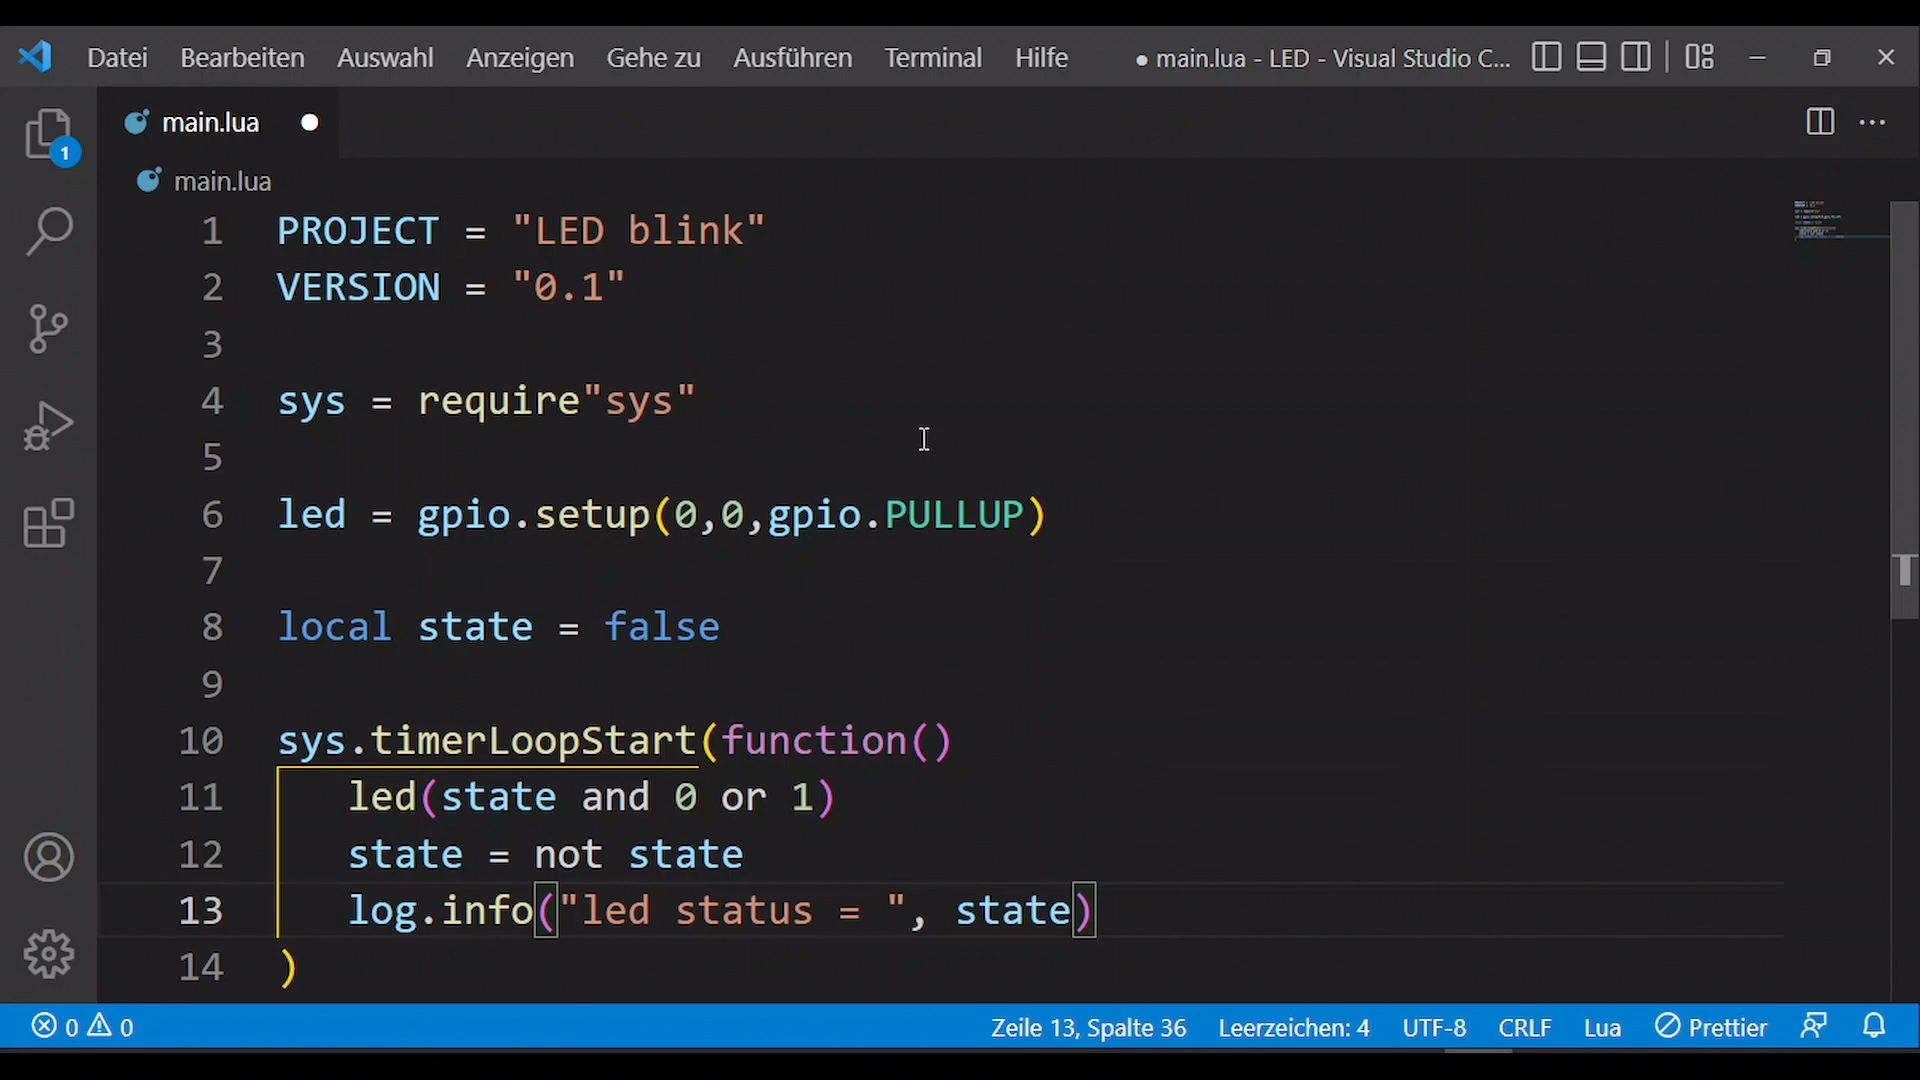 Datei Bearbeiten Auswahl Anzeigen Gehe zu Ausführen Terminal Hilfe ● main.lua - LED - Visual Studio C...
main.lua
1
main.lua
1 PROJECT = "LED blink"
2 VERSION = "0.1"
3
4 sys = require"sys"
5
6 led = gpio.setup(0,0,gpio.PULLUP)
7
8 local state = false
9
10 sys.timerLoopStart(function()
11 led(state and 0 or 1)
12 state = not state
13 log.info("led status = ", state)
14 )
0 0 Zeile 13, Spalte 36 Leerzeichen: 4 UTF-8 CRLF Lua Prettier